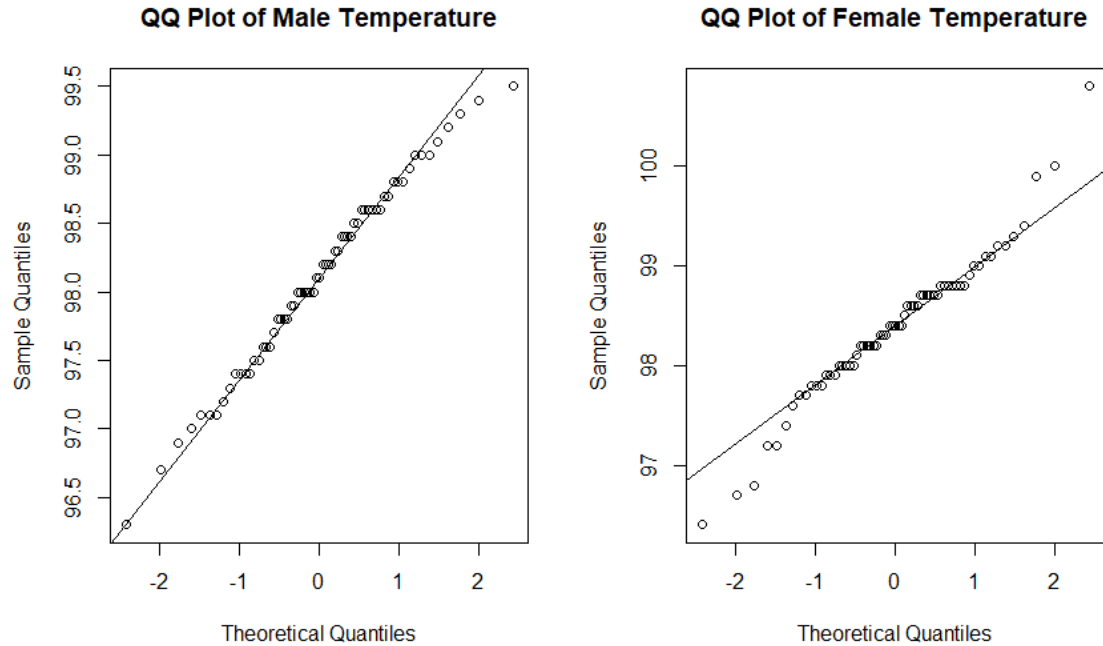 QQ Plot of Male Temperature
Sample Quantiles
99.5
99.0
98.5
98.0
97.5
97.0
96.5
-2 -1 0 1 2
Theoretical Quantiles
QQ Plot of Female Temperature
Sample Quantiles
100
99
98
97
-2 -1 0 1 2
Theoretical Quantiles